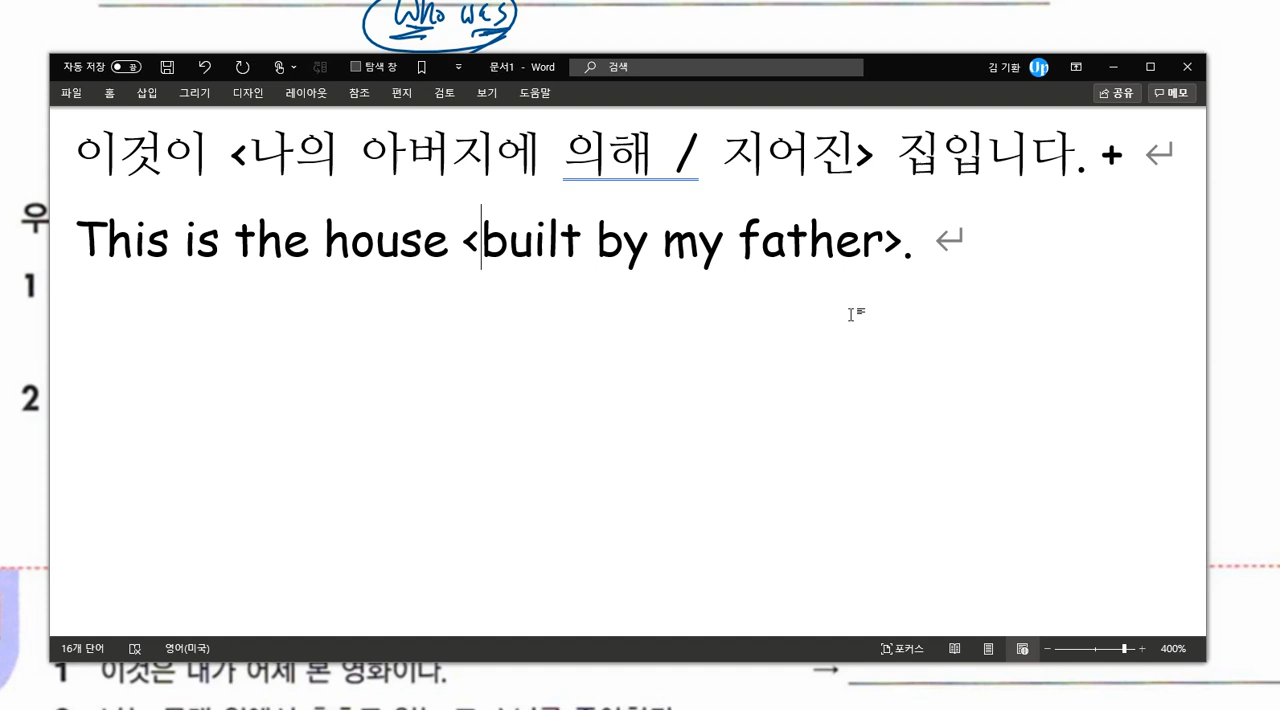 who was
자동 저장 끔 탐색 창 문서1 - Word 검색 김 기환 Up
파일 홈 삽입 그리기 디자인 레이아웃 참조 편지 검토 보기 도움말 공유 메모
이것이 <나의 아버지에 의해 / 지어진> 집입니다. +
This is the house <built by my father>.
우
1
2
16개 단어 영어(미국) 포커스 400%
1 이것은 내가 어제 본 영화이다. →